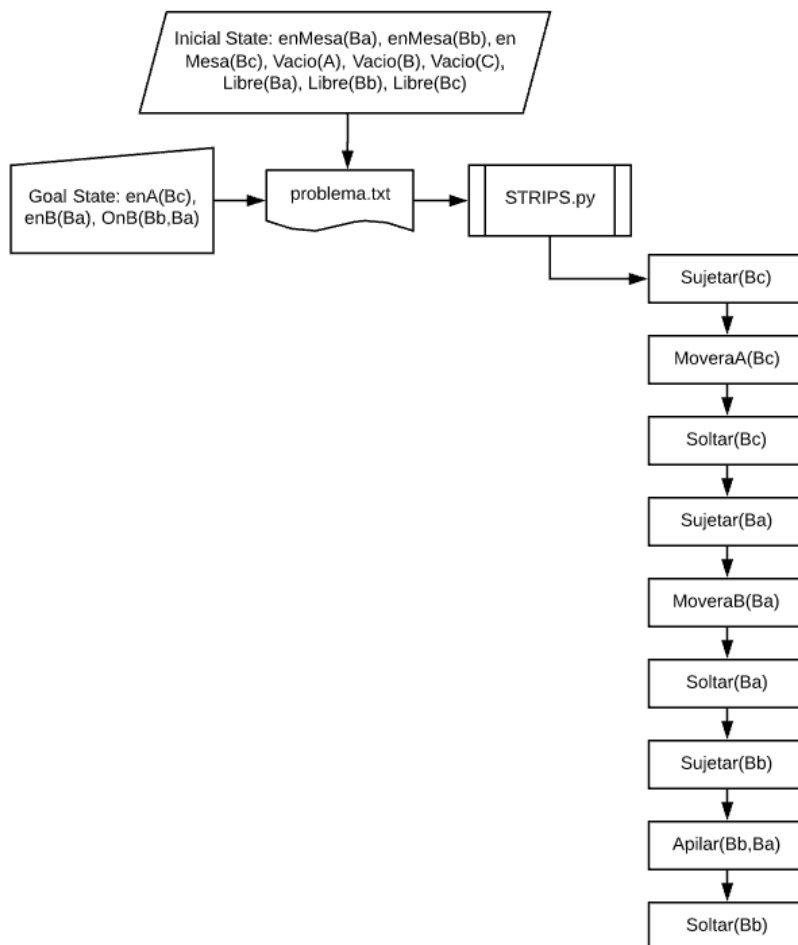 Inicial State: enMesa(Ba), enMesa(Bb), en
Mesa(Bc), Vacio(A), Vacio(B), Vacio(C),
Libre(Ba), Libre(Bb), Libre(Bc)
Goal State: enA(Bc),
enB(Ba), OnB(Bb,Ba)
problema.txt
STRIPS.py
Sujetar(Bc)
MoveraA(Bc)
Soltar(Bc)
Sujetar(Ba)
MoveraB(Ba)
Soltar(Ba)
Sujetar(Bb)
Apilar(Bb,Ba)
Soltar(Bb)